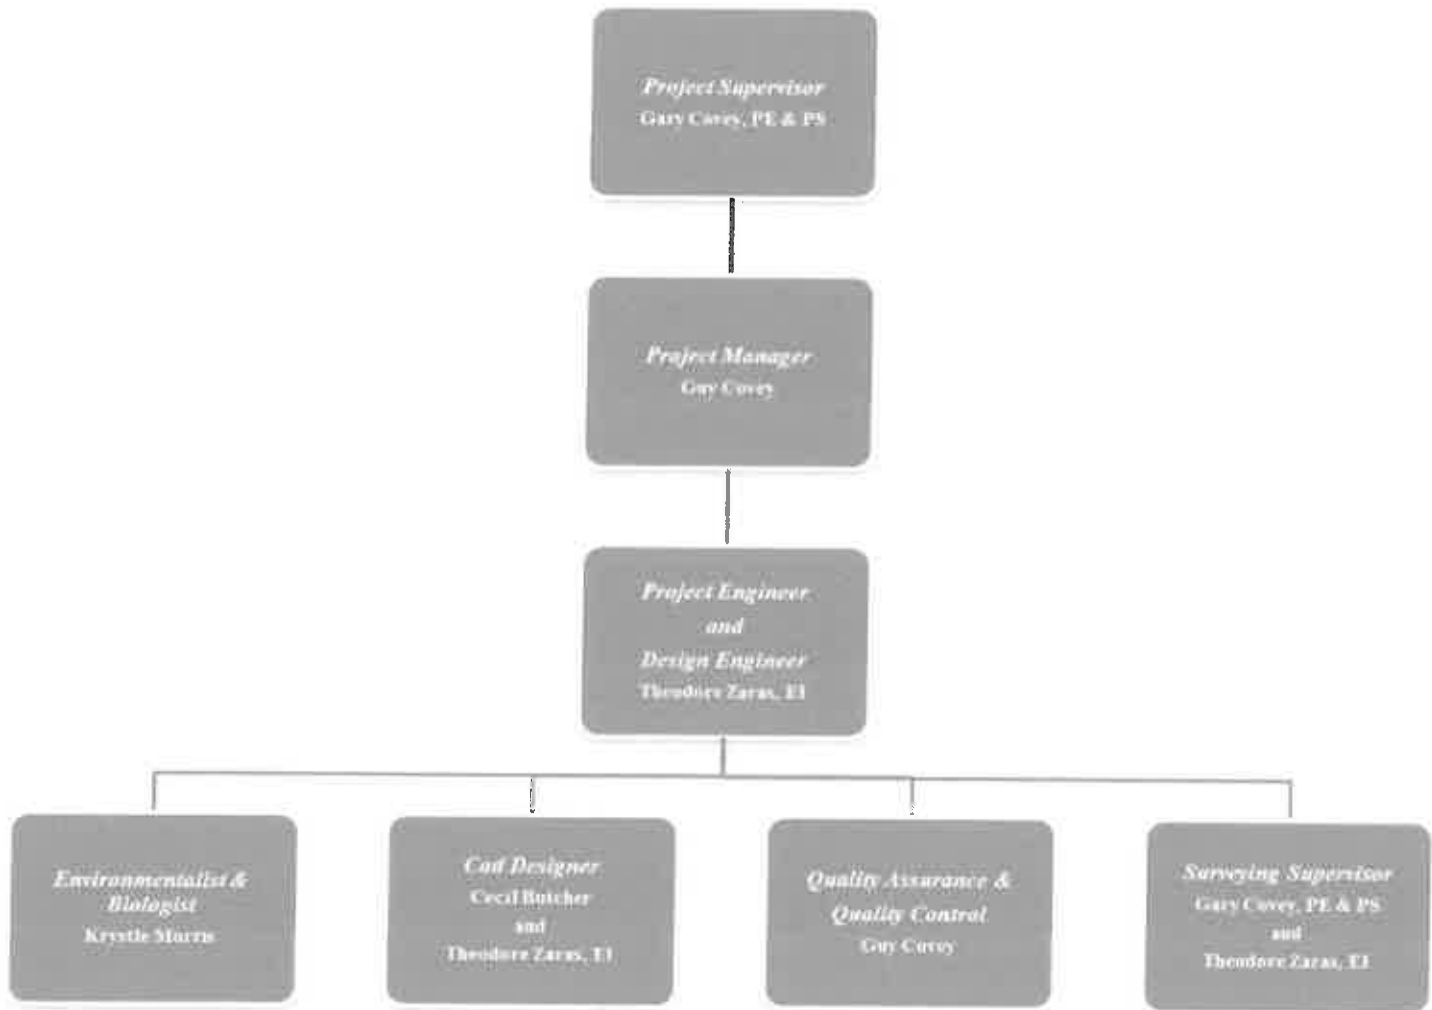 Project Supervisor
Gary Covey, PE & PS
Project Manager
Guy Covey
Project Engineer
and
Design Engineer
Theodore Zaras, EI
Environmentalist &
Biologist
Krystle Morris
Cad Designer
Cecil Butcher
and
Theodore Zaras, EI
Quality Assurance &
Quality Control
Guy Covey
Surveying Supervisor
Gary Covey, PE & PS
and
Theodore Zaras, EI